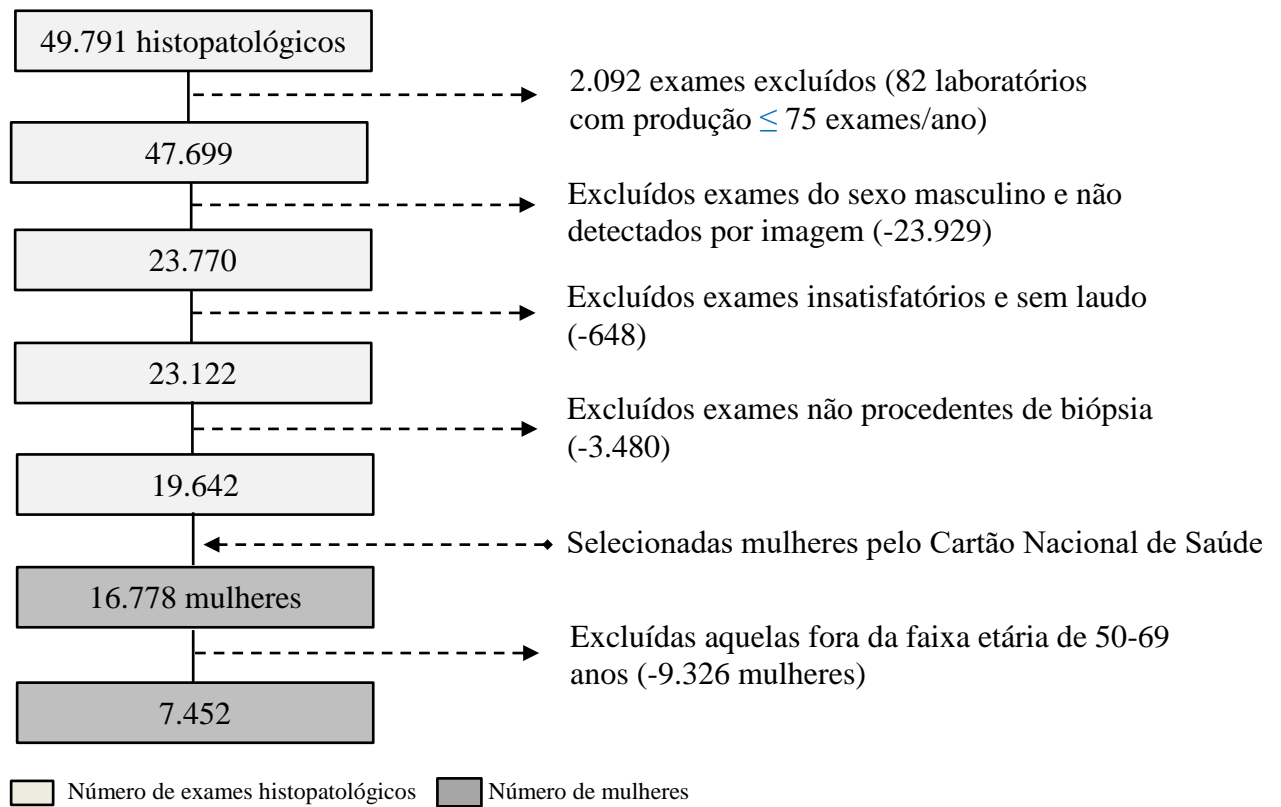 49.791 histopatológicos
2.092 exames excluídos (82 laboratórios
com produção ≤ 75 exames/ano)
47.699
Excluídos exames do sexo masculino e não
detectados por imagem (-23.929)
23.770
Excluídos exames insatisfatórios e sem laudo
(-648)
23.122
Excluídos exames não procedentes de biópsia
(-3.480)
19.642
Selecionadas mulheres pelo Cartão Nacional de Saúde
16.778 mulheres
Excluídas aquelas fora da faixa etária de 50-69
anos (-9.326 mulheres)
7.452
Número de exames histopatológicos
Número de mulheres